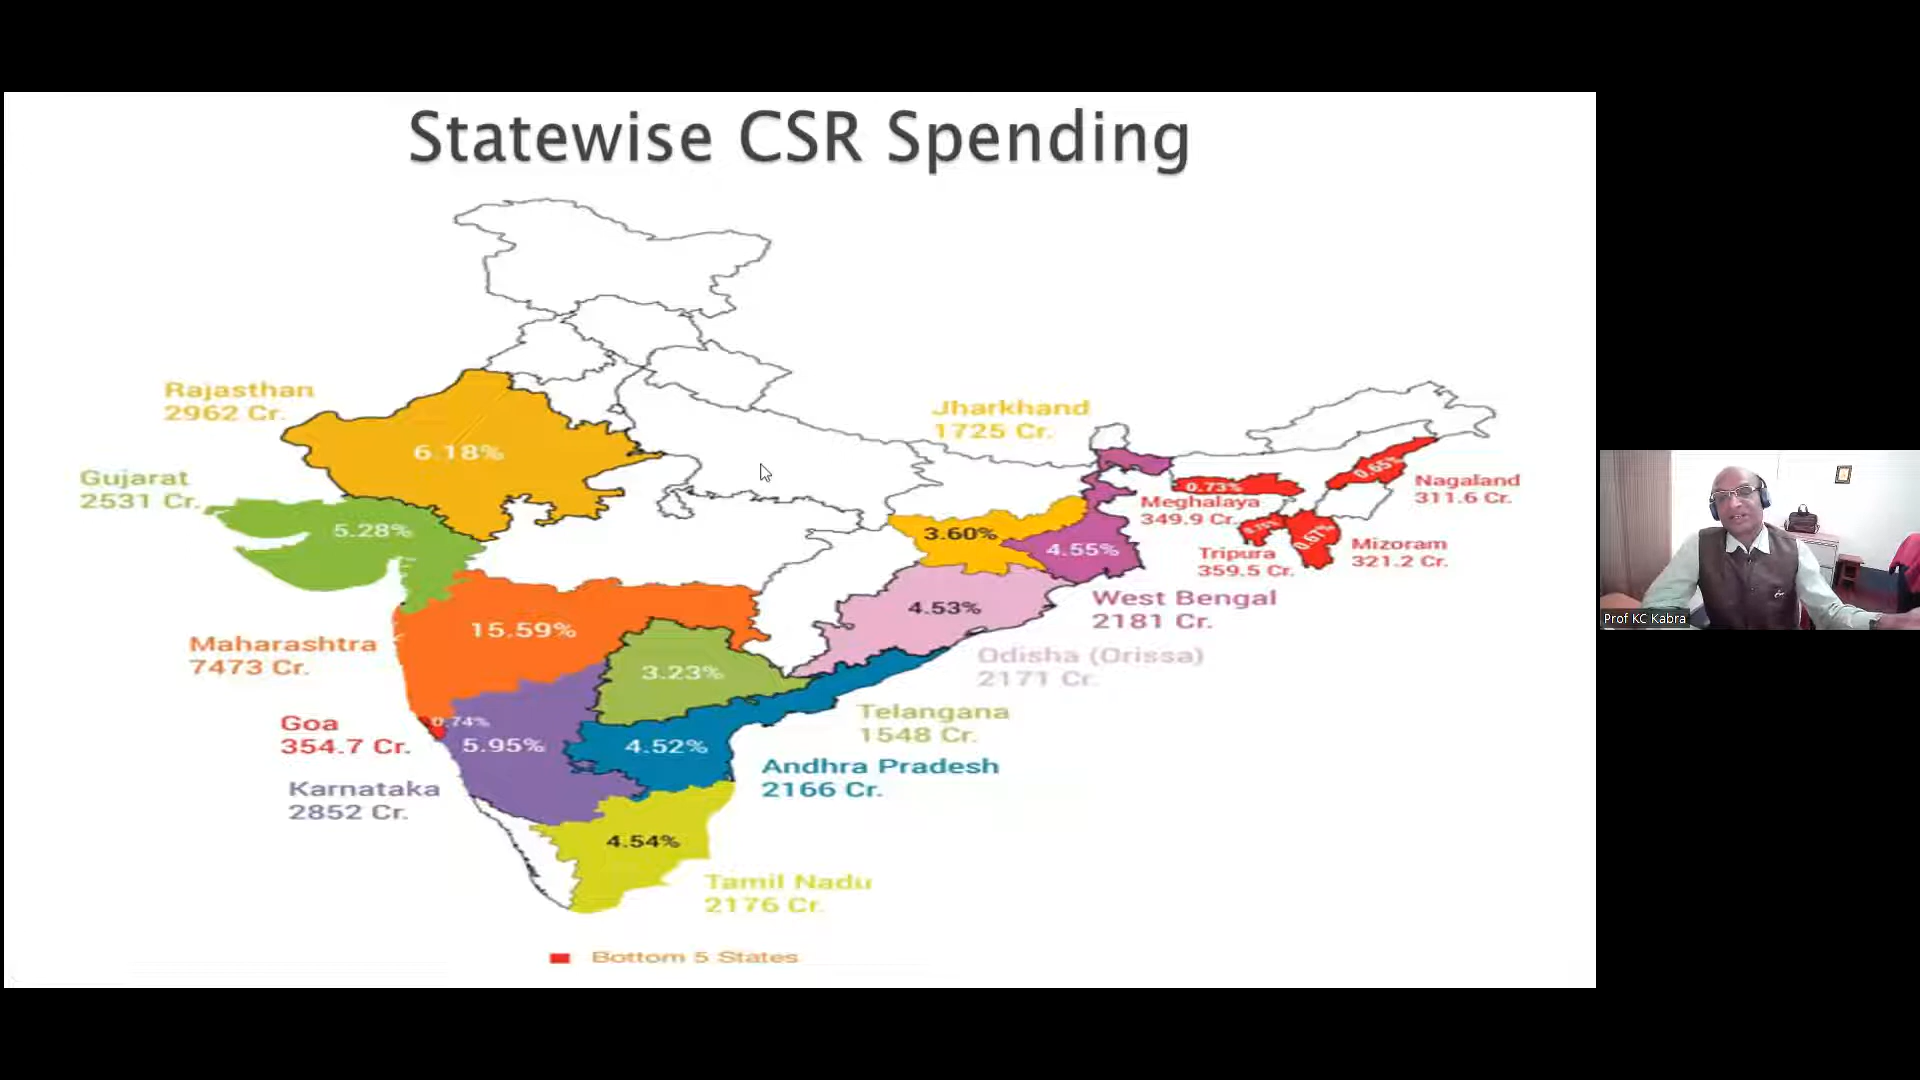 Statewise CSR Spending
Rajasthan
2962 Cr.
6.18%
Gujarat
2531 Cr.
5.28%
Jharkhand
1725 Cr.
3.60%
4.55%
West Bengal
2181 Cr.
0.73%
Meghalaya
349.9 Cr.
0.65%
Nagaland
311.6 Cr.
Tripura
359.5 Cr.
0.67%
Mizoram
321.2 Cr.
Maharashtra
7473 Cr.
15.59%
4.53%
Odisha (Orissa)
2171 Cr.
3.23%
Telangana
1548 Cr.
Goa
354.7 Cr.
0.74%
5.95%
Karnataka
2852 Cr.
4.52%
Andhra Pradesh
2166 Cr.
4.54%
Tamil Nadu
2176 Cr.
Bottom 5 States
Prof KC Kabra